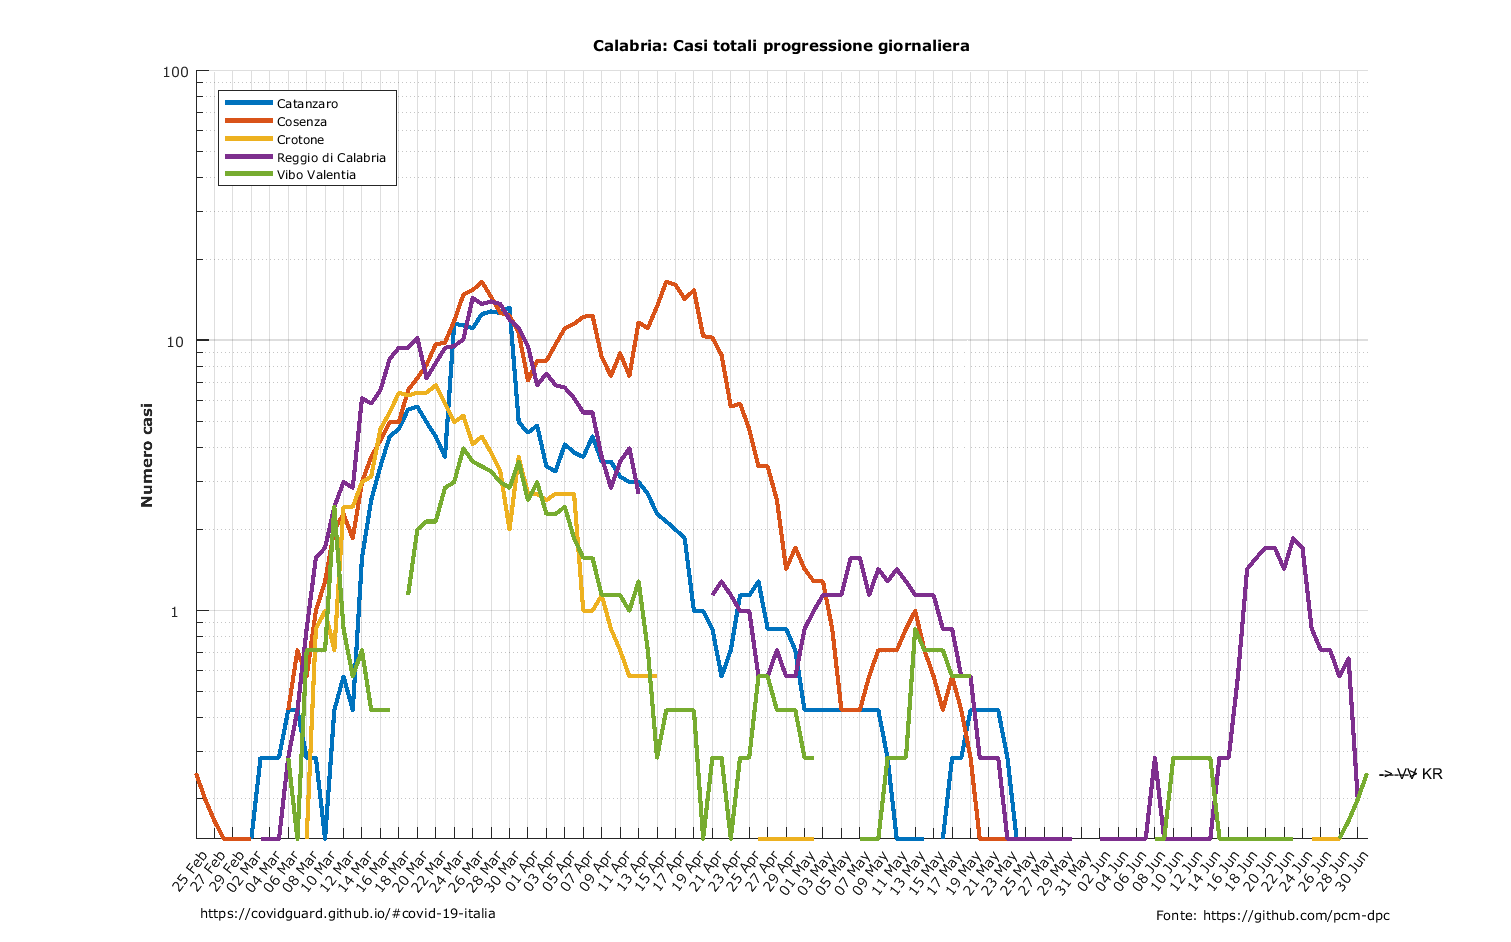 Calabria: Casi totali progressione giornaliera
100
10
1
Numero casi
Catanzaro
Cosenza
Crotone
Reggio di Calabria
Vibo Valentia
KR
25 Feb
27 Feb
29 Feb
02 Mar
04 Mar
06 Mar
08 Mar
10 Mar
12 Mar
14 Mar
16 Mar
18 Mar
20 Mar
22 Mar
24 Mar
26 Mar
28 Mar
30 Mar
01 Apr
03 Apr
05 Apr
07 Apr
09 Apr
11 Apr
13 Apr
15 Apr
17 Apr
19 Apr
21 Apr
23 Apr
25 Apr
27 Apr
29 Apr
01 May
03 May
05 May
07 May
09 May
11 May
13 May
15 May
17 May
19 May
21 May
23 May
25 May
27 May
29 May
31 May
02 Jun
04 Jun
06 Jun
08 Jun
10 Jun
12 Jun
14 Jun
16 Jun
18 Jun
20 Jun
22 Jun
24 Jun
26 Jun
28 Jun
30 Jun
https://covidguard.github.io/#covid-19-italia
Fonte: https://github.com/pcm-dpc